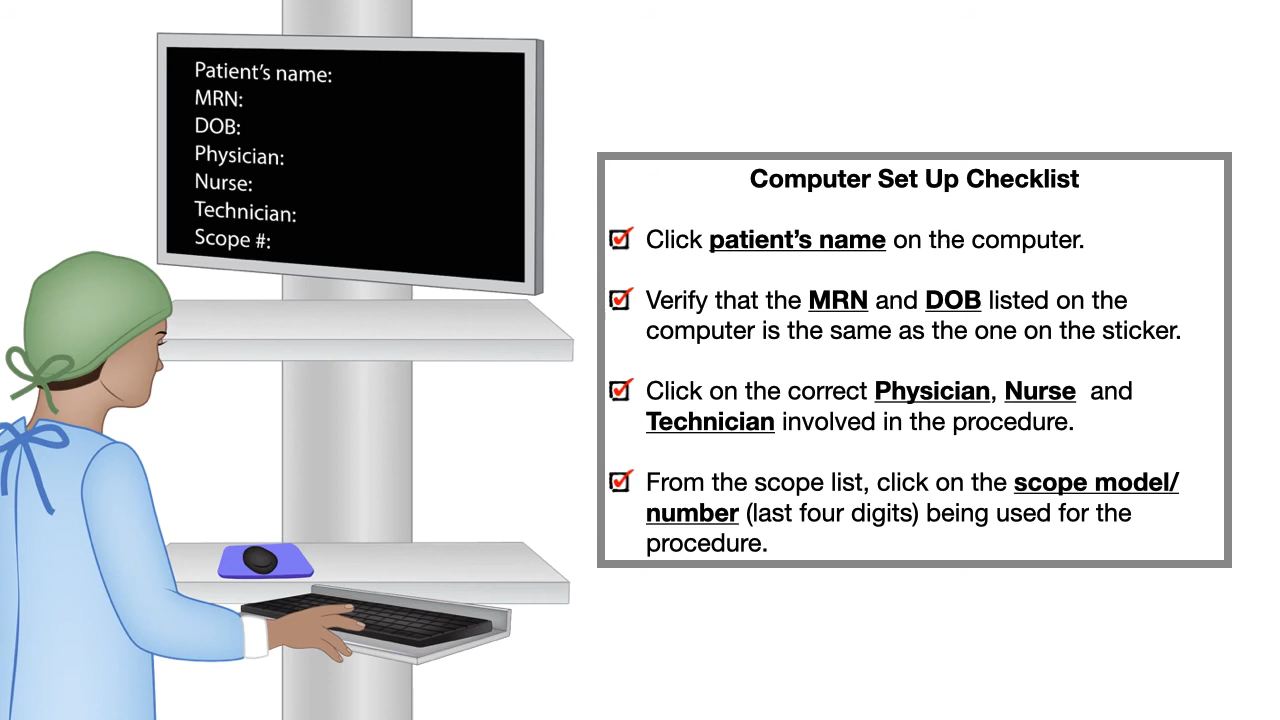 Patient's name:
MRN:
DOB:
Physician:
Nurse:
Technician:
Scope #:
Computer Set Up Checklist
Click patient's name on the computer.
Verify that the MRN and DOB listed on the
computer is the same as the one on the sticker.
Click on the correct Physician, Nurse and
Technician involved in the procedure.
From the scope list, click on the scope model/
number (last four digits) being used for the
procedure.